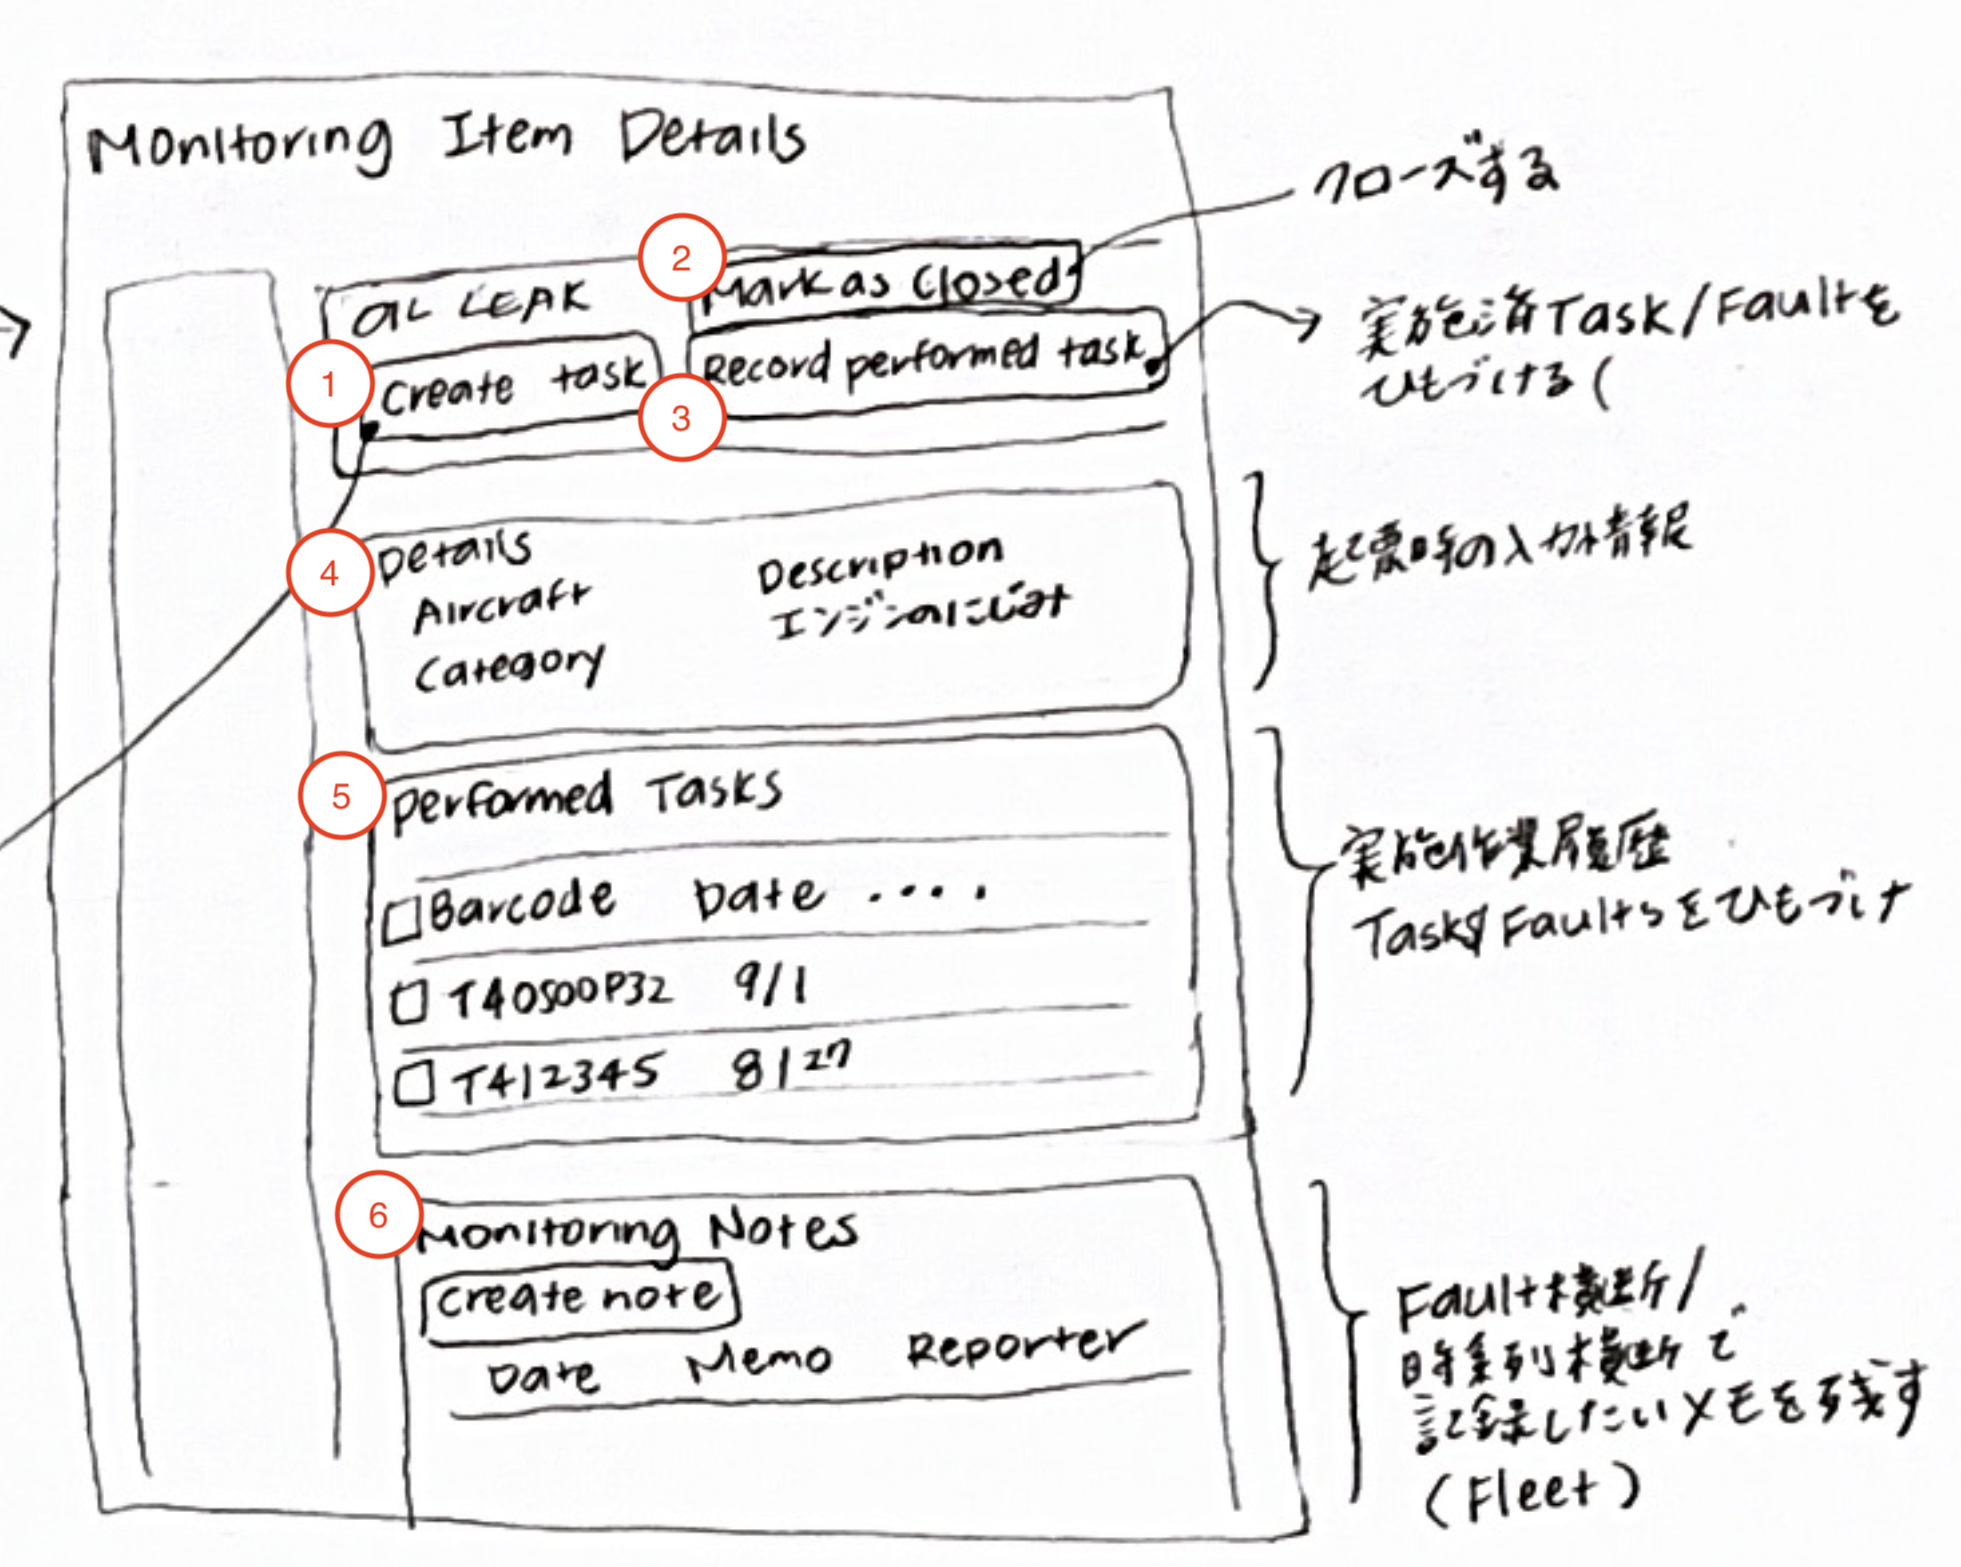 Monitoring Item Details
クローズする
2
OIL LEAK
Mark as Closed
実施済Task/Faultを
ひもづける(
1
Create task
Record performed task
3
4
Details
Aircraft
Category
Description
エンジンのにじみ
起票時の入力情報
5
Performed Tasks
Barcode Date ....
T40S00P32 9/1
T412345 8/27
実施作業履歴
Task/Faultsをひもづけ
6
Monitoring Notes
Create note
Date Memo Reporter
Fault横断/
時系列横断で
記録したいメモを残す
(Fleet)